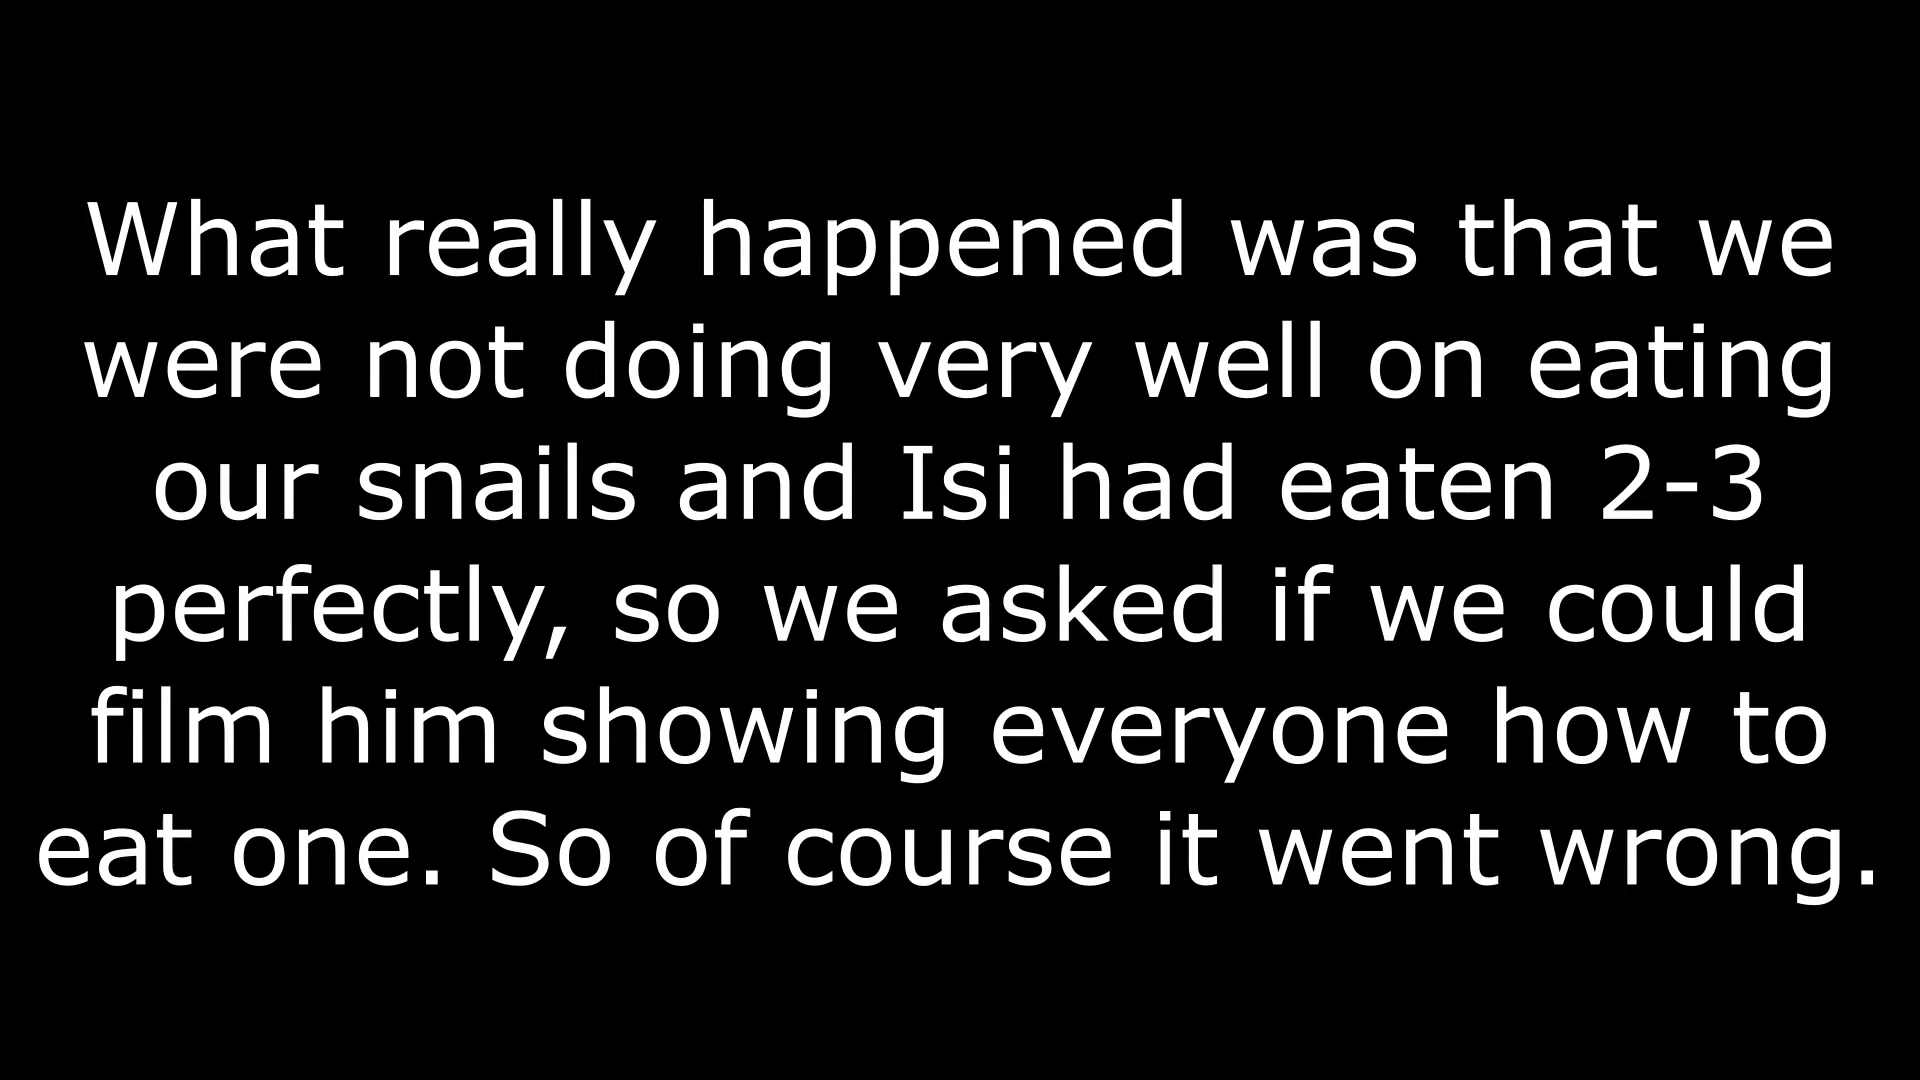 What really happened was that we
were not doing very well on eating
our snails and Isi had eaten 2-3
perfectly, so we asked if we could
film him showing everyone how to
eat one. So of course it went wrong.